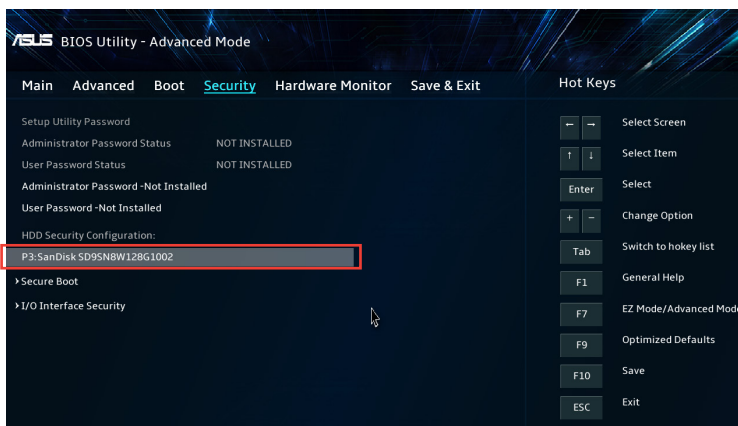 ASUS BIOS Utility - Advanced Mode
Main Advanced Boot Security Hardware Monitor Save & Exit
Setup Utility Password
Administrator Password Status NOT INSTALLED
User Password Status NOT INSTALLED
Administrator Password -Not Installed
User Password -Not Installed
HDD Security Configuration:
P3:SanDisk SD9SN8W128G1002
Secure Boot
I/O Interface Security
Hot Keys
← → Select Screen
↑ ↓ Select Item
Enter Select
+ - Change Option
Tab Switch to hokey list
F1 General Help
F7 EZ Mode/Advanced Mode
F9 Optimized Defaults
F10 Save
ESC Exit